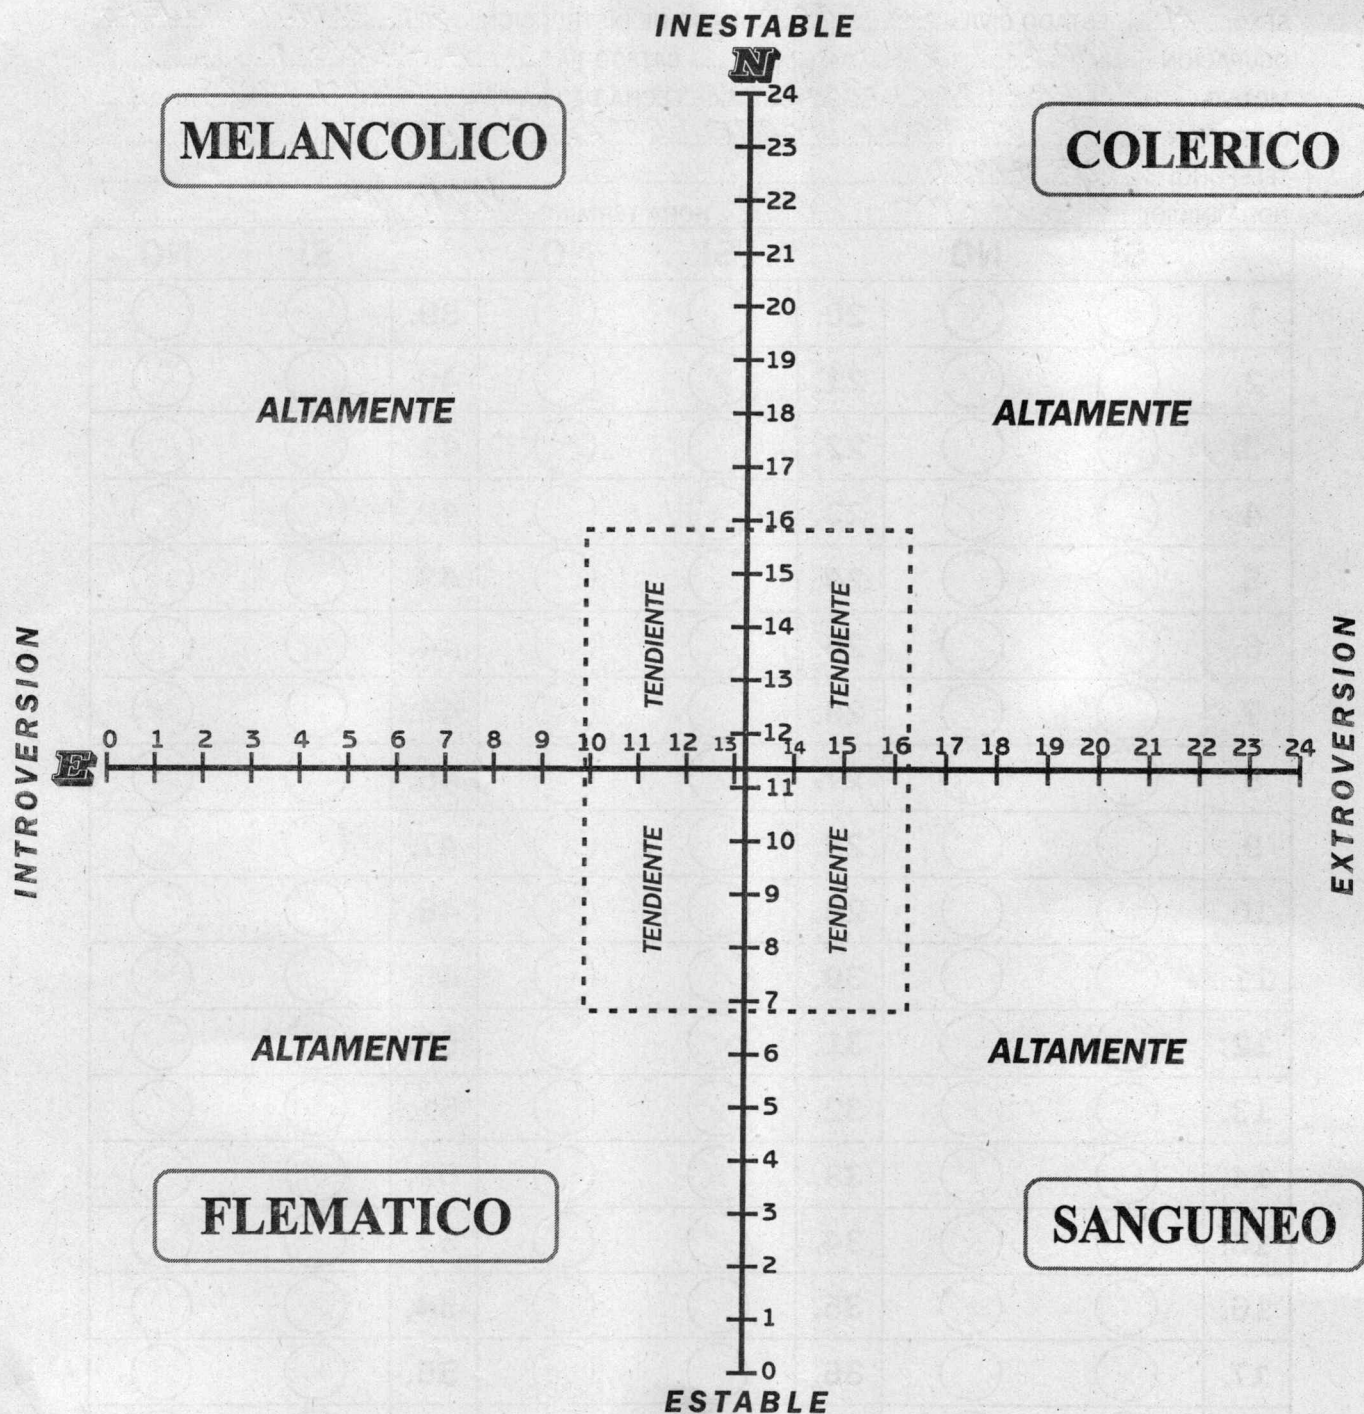 INESTABLE
N
24
MELANCOLICO
COLERICO
23
22
21
20
19
ALTAMENTE
18
ALTAMENTE
17
16
15
TENDIENTE
TENDIENTE
14
13
12
INTROVERSION
E
0 1 2 3 4 5 6 7 8 9 10 11 12 13 14 15 16 17 18 19 20 21 22 23 24
EXTROVERSION
11
10
TENDIENTE
TENDIENTE
9
8
7
ALTAMENTE
6
ALTAMENTE
5
4
FLEMATICO
3
SANGUINEO
2
1
0
ESTABLE